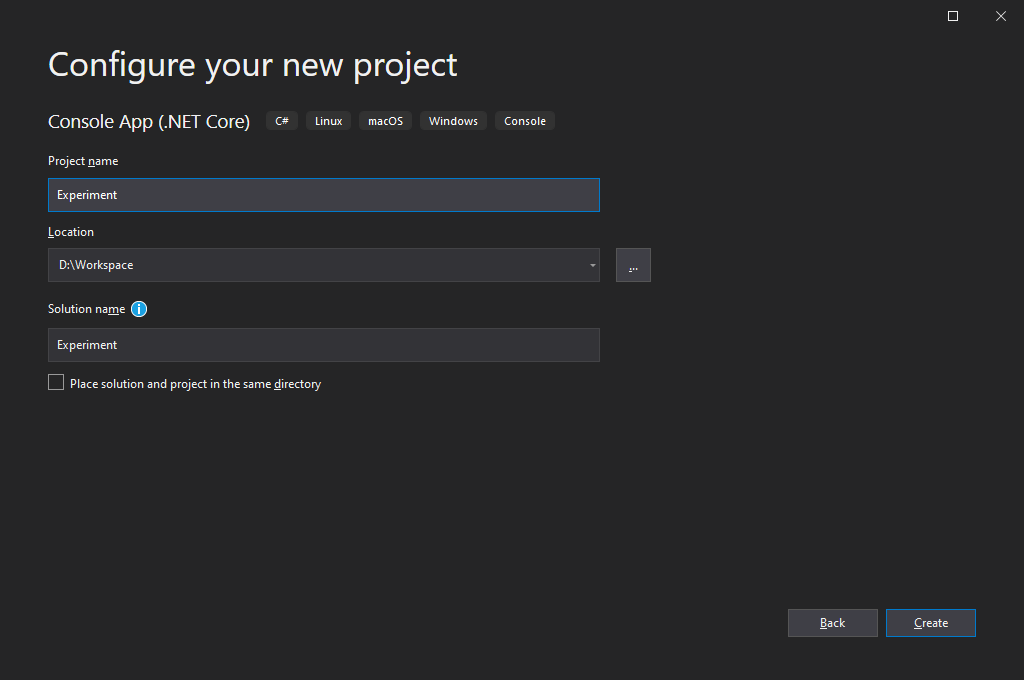 Configure your new project
Console App (.NET Core) C# Linux macOS Windows Console
Project name
Experiment
Location
D:\Workspace
...
Solution name
Experiment
Place solution and project in the same directory
Back Create